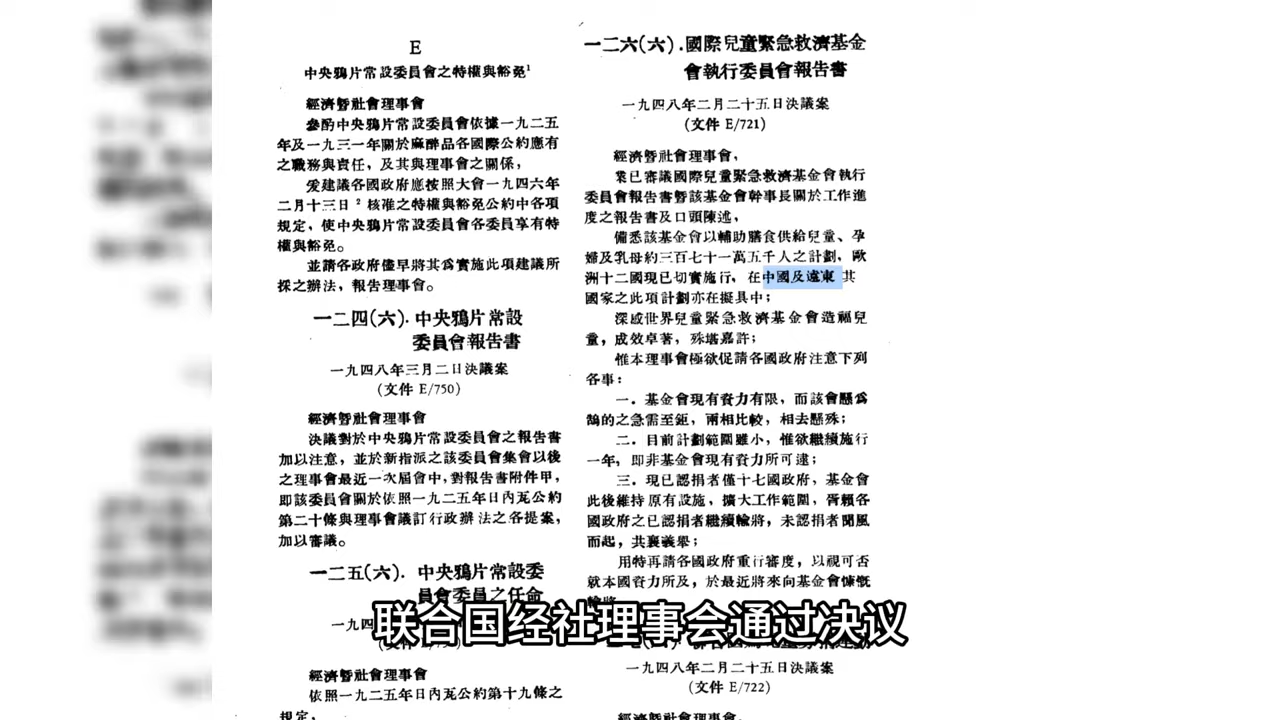 E
中央鴉片常設委員會之特權與豁免¹
經濟暨社會理事會
參酌中央鴉片常設委員會依據一九二五
年及一九三一年關於麻醉品各國際公約應有
之職務與責任，及其與理事會之關係，
爰建議各國政府應按照大會一九四六年
二月十三日² 核准之特權與豁免公約中各項
規定，使中央鴉片常設委員會各委員享有特
權與豁免。
並請各政府儘早將其為實施此項建議所
採之辦法，報告理事會。
一二四(六)．中央鴉片常設
委員會報告書
一九四八年三月二日決議案
(文件 E/750)
經濟暨社會理事會
決議對於中央鴉片常設委員會之報告書
加以注意，並於新指派之該委員會集會以後
之理事會最近一次屆會中，對報告書附件甲，
即該委員會關於依照一九二五年日內瓦公約
第二十條與理事會議訂行政辦法之各提案，
加以審議。
一二五(六)．中央鴉片常設委
員會委員之任命
一九四
經濟暨社會理事會
依照一九二五年日內瓦公約第十九條之
規定，
一二六(六)．國際兒童緊急救濟基金
會執行委員會報告書
一九四八年二月二十五日決議案
(文件 E/721)
經濟暨社會理事會，
業已審議國際兒童緊急救濟基金會執行
委員會報告書暨該基金會幹事長關於工作進
度之報告書及口頭陳述，
備悉該基金會以輔助膳食供給兒童、孕
婦及乳母約三百七十一萬五千人之計劃，歐
洲十二國現已切實施行，在中國及遠東其
國家之此項計劃亦在擬具中；
深感世界兒童緊急救濟基金會造福兒
童，成效卓著，殊堪嘉許；
惟本理事會極欲促請各國政府注意下列
各事：
一．基金會現有資力有限，而該會懸為
鵠的之急需至鉅，兩相比較，相去懸殊；
二．目前計劃範圍雖小，惟欲繼續施行
一年，即非基金會現有資力所可逮；
三．現已認捐者僅十七國政府，基金會
此後維持原有設施，擴大工作範圍，胥賴各
國政府之已認捐者繼續輸將，未認捐者聞風
而起，共襄義舉；
用特再請各國政府重行審度，以視可否
就本國資力所及，於最近將來向基金會慷慨
联合国经社理事会通过决议
一九四八年二月二十五日決議案
(文件 E/722)
經濟暨社會理事會，